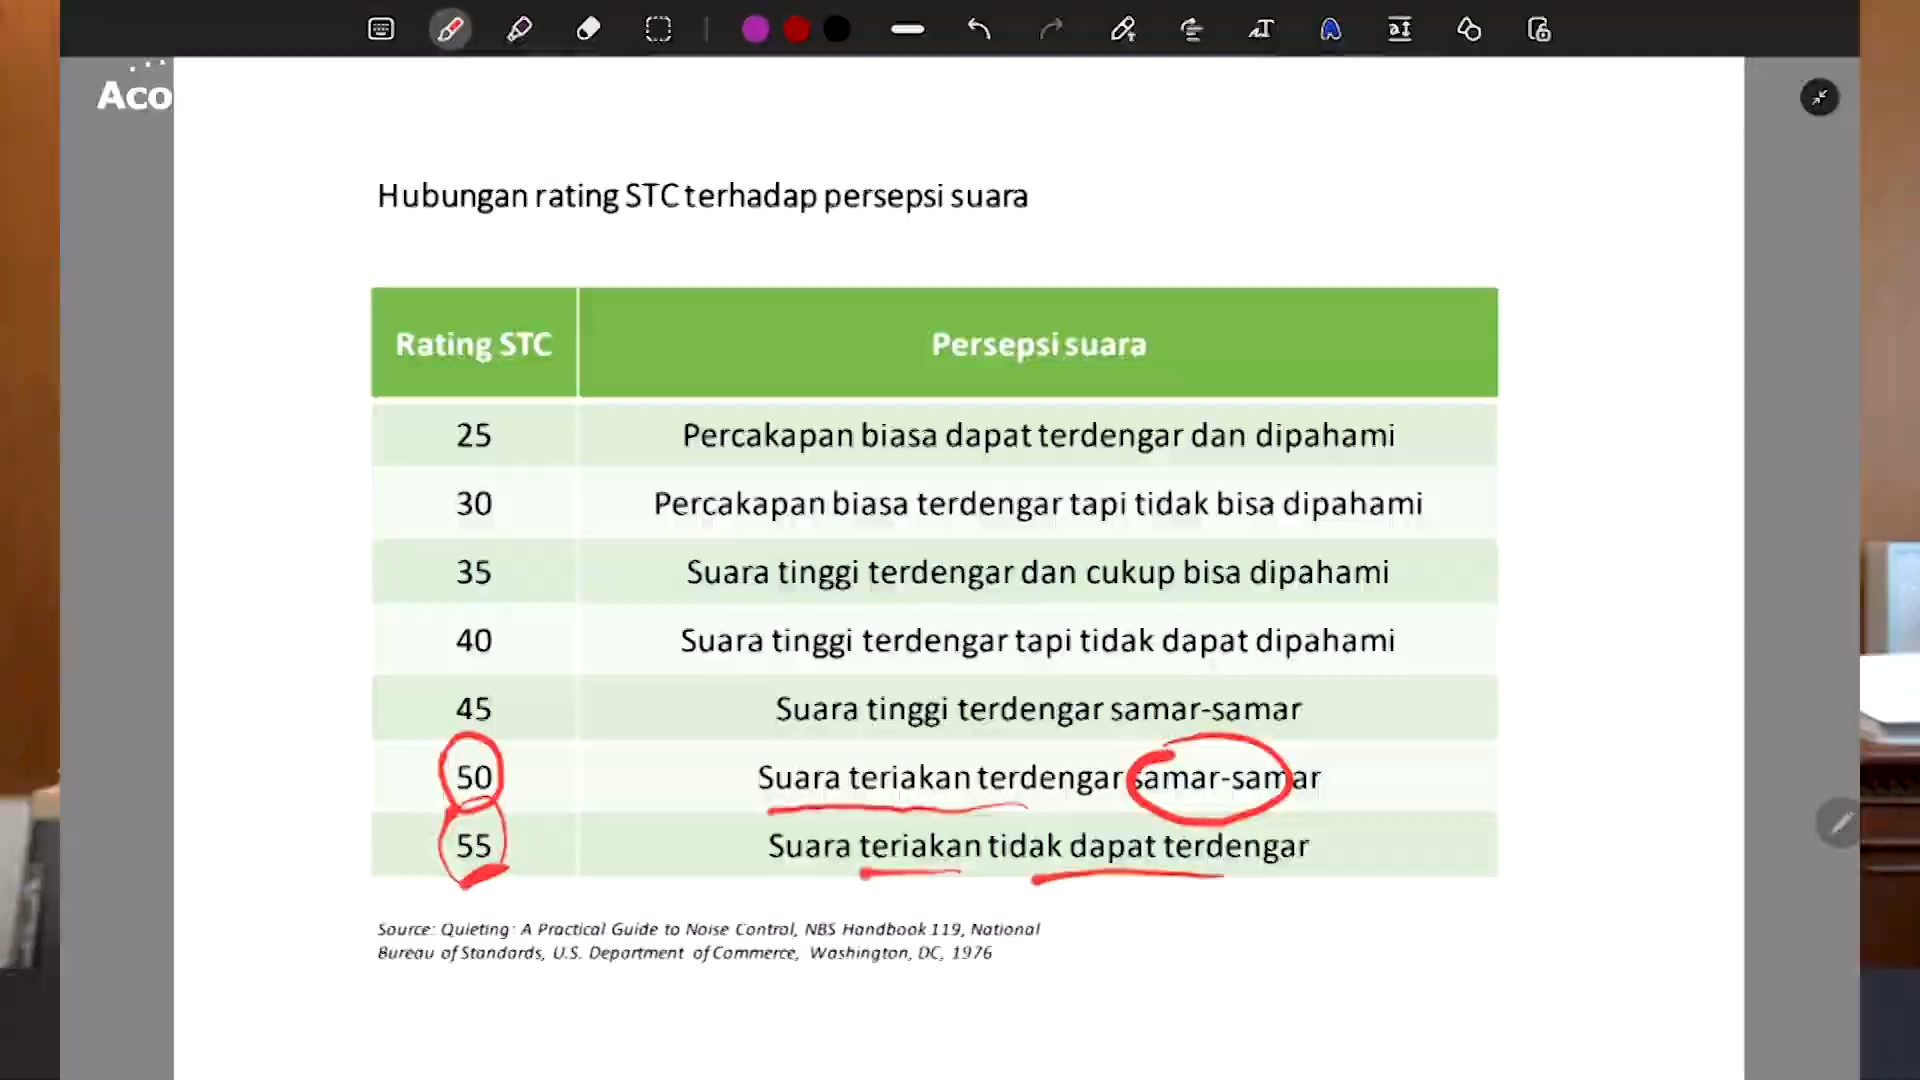 Aco
Hubungan rating STC terhadap persepsi suara
Rating STC Persepsi suara
25 Percakapan biasa dapat terdengar dan dipahami
30 Percakapan biasa terdengar tapi tidak bisa dipahami
35 Suara tinggi terdengar dan cukup bisa dipahami
40 Suara tinggi terdengar tapi tidak dapat dipahami
45 Suara tinggi terdengar samar-samar
50 Suara teriakan terdengar samar-samar
55 Suara teriakan tidak dapat terdengar
Source: Quieting: A Practical Guide to Noise Control, NBS Handbook 119, National
Bureau of Standards, U.S. Department of Commerce, Washington, DC, 1976